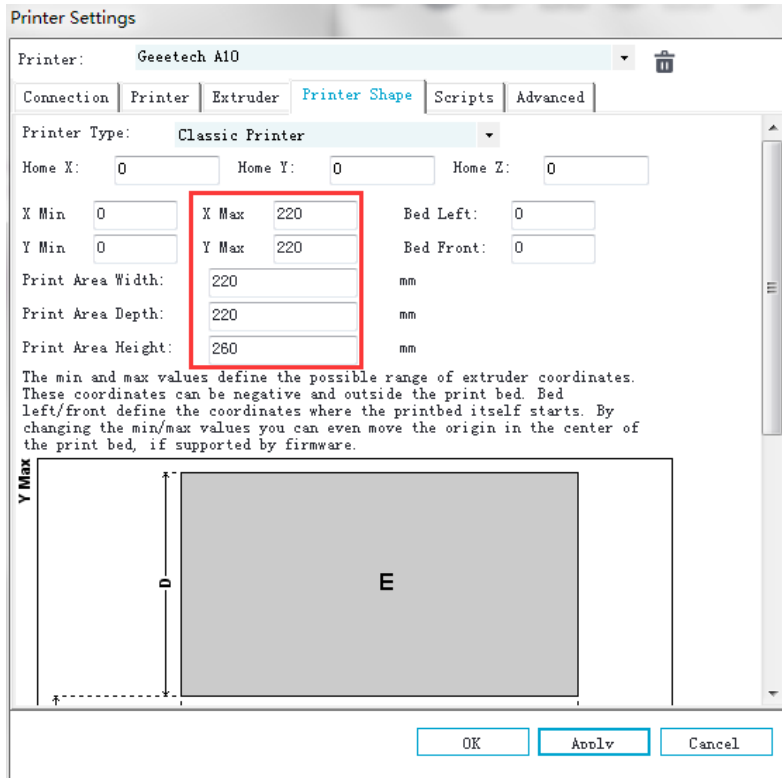 Printer Settings
Printer: Geeetech A10
Connection Printer Extruder Printer Shape Scripts Advanced
Printer Type: Classic Printer
Home X: 0 Home Y: 0 Home Z: 0
X Min 0 X Max 220 Bed Left: 0
Y Min 0 Y Max 220 Bed Front: 0
Print Area Width: 220 mm
Print Area Depth: 220 mm
Print Area Height: 260 mm
The min and max values define the possible range of extruder coordinates.
These coordinates can be negative and outside the print bed. Bed
left/front define the coordinates where the printbed itself starts. By
changing the min/max values you can even move the origin in the center of
the print bed, if supported by firmware.
Y Max
D
E
OK Apply Cancel